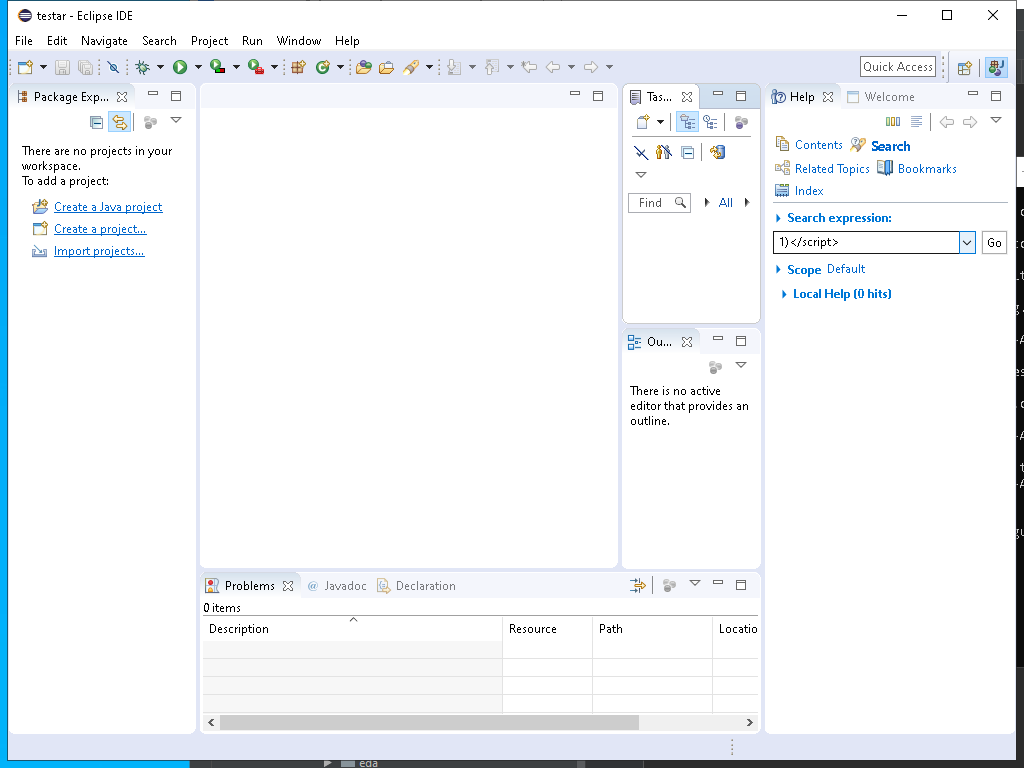 testar - Eclipse IDE
File Edit Navigate Search Project Run Window Help
Quick Access
Package Exp...
There are no projects in your
workspace.
To add a project:
Create a Java project
Create a project...
Import projects...
Tas...
Find
All
Ou...
There is no active
editor that provides an
outline.
Help Welcome
Contents Search
Related Topics Bookmarks
Index
Search expression:
1)</script>
Go
Scope Default
Local Help (0 hits)
Problems @ Javadoc Declaration
0 items
Description Resource Path Locatio
eda